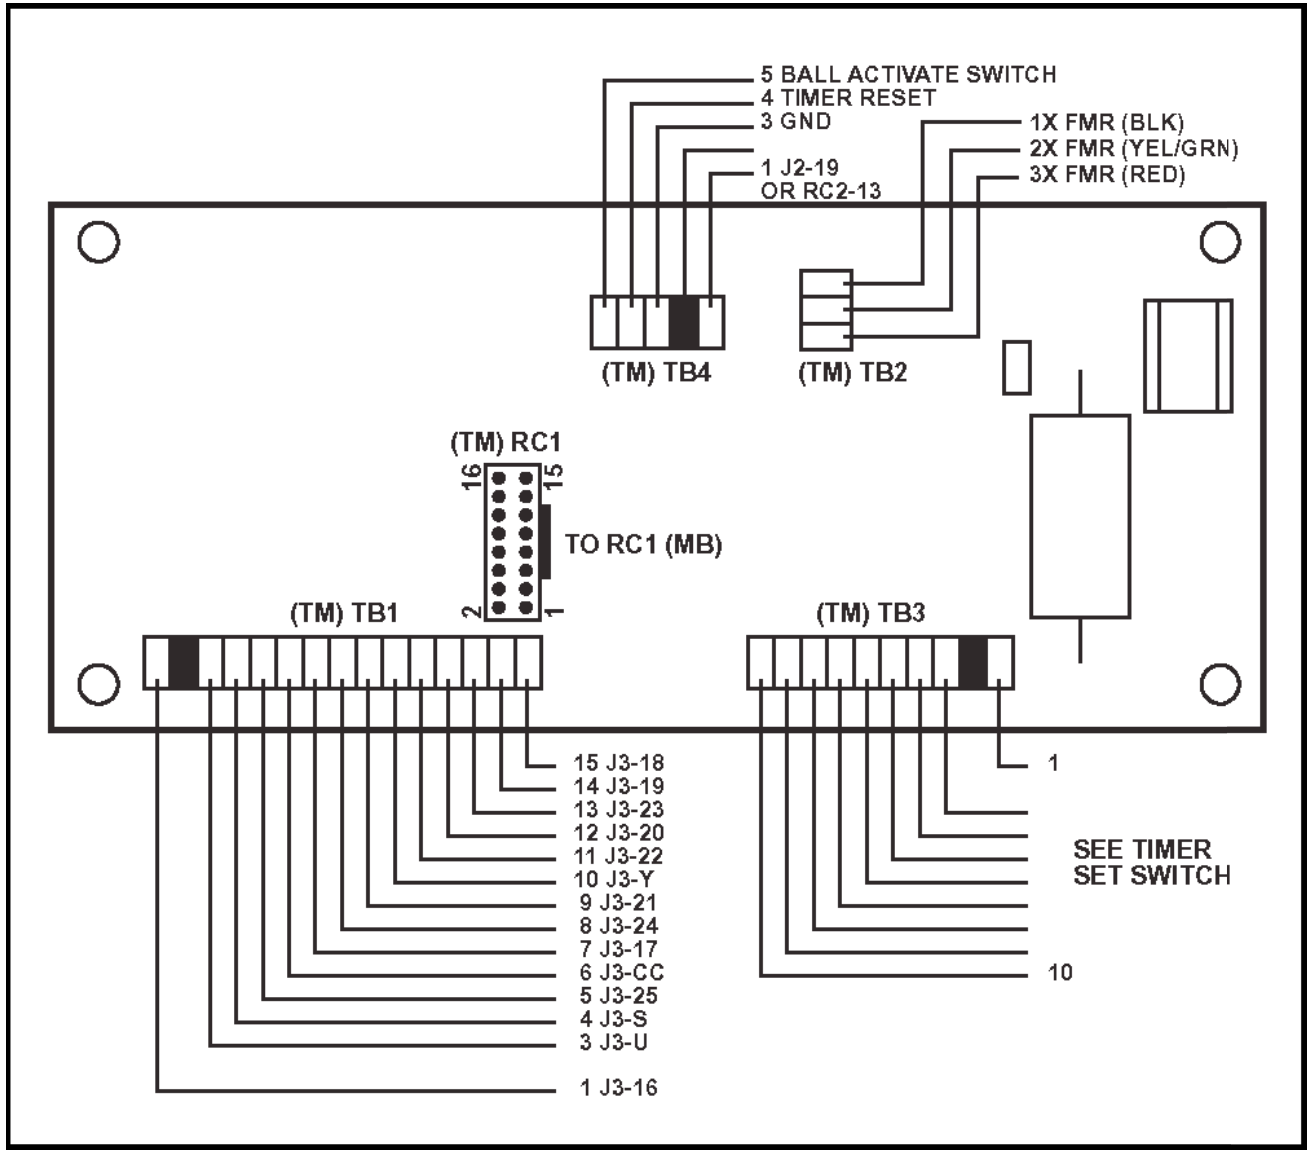 5 BALL ACTIVATE SWITCH
4 TIMER RESET
3 GND
1 J2-19
OR RC2-13
1X FMR (BLK)
2X FMR (YEL/GRN)
3X FMR (RED)
(TM) TB4
(TM) TB2
(TM) RC1
16
15
TO RC1 (MB)
2
1
(TM) TB1
(TM) TB3
15 J3-18
14 J3-19
13 J3-23
12 J3-20
11 J3-22
10 J3-Y
9 J3-21
8 J3-24
7 J3-17
6 J3-CC
5 J3-25
4 J3-S
3 J3-U
1 J3-16
1
SEE TIMER
SET SWITCH
10